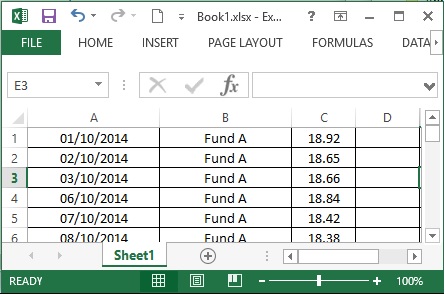 Book1.xlsx - Ex...
FILE HOME INSERT PAGE LAYOUT FORMULAS DATA
E3 fx
A B C D
1 01/10/2014 Fund A 18.92
2 02/10/2014 Fund A 18.65
3 03/10/2014 Fund A 18.66
4 06/10/2014 Fund A 18.84
5 07/10/2014 Fund A 18.42
6 08/10/2014 Fund A 18.38
Sheet1
READY 100%